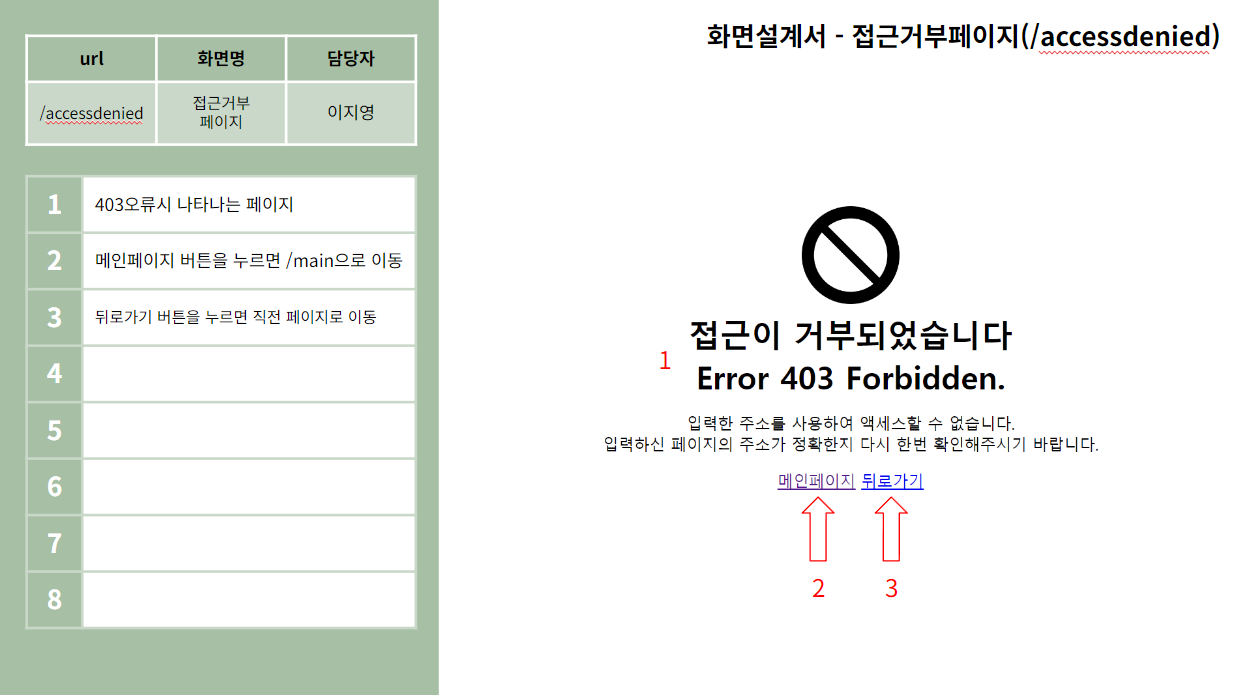 화면설계서 - 접근거부페이지(/accessdenied)
url 화면명 담당자
/accessdenied 접근거부 페이지 이지영
1 403오류시 나타나는 페이지
2 메인페이지 버튼을 누르면 /main으로 이동
3 뒤로가기 버튼을 누르면 직전 페이지로 이동
4
5
6
7
8
접근이 거부되었습니다
1
Error 403 Forbidden.
입력한 주소를 사용하여 액세스할 수 없습니다.
입력하신 페이지의 주소가 정확한지 다시 한번 확인해주시기 바랍니다.
메인페이지 뒤로가기
2 3